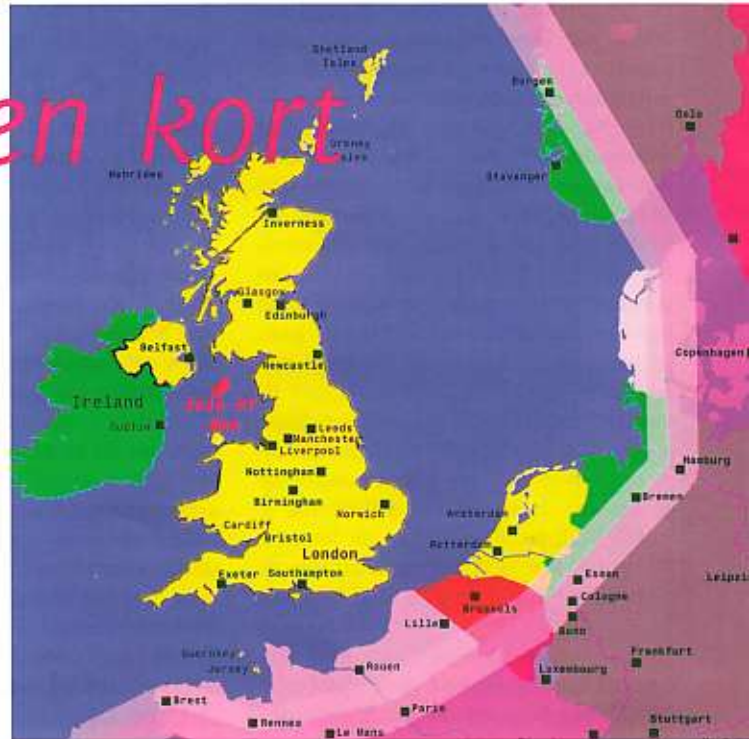 Shetland
Isles
Bergen
en kort
Oslo
Orkney
Isles
Hebrides
Stavanger
Inverness
Glasgow
Edinburgh
Belfast
Newcastle
Copenhagen
Ireland
Isle of
Man
Dublin
Leeds
Manchester
Liverpool
Hamburg
Nottingham
Birmingham
Bremen
Norwich
Amsterdam
Cardiff
Bristol
Rotterdam
London
Exeter
Southampton
Essen
Leipzi
Cologne
Brussels
Lille
Bonn
Guernsey
Jersey
Rouen
Frankfurt
Luxembourg
Brest
Paris
Rennes
Le Mans
Stuttgart